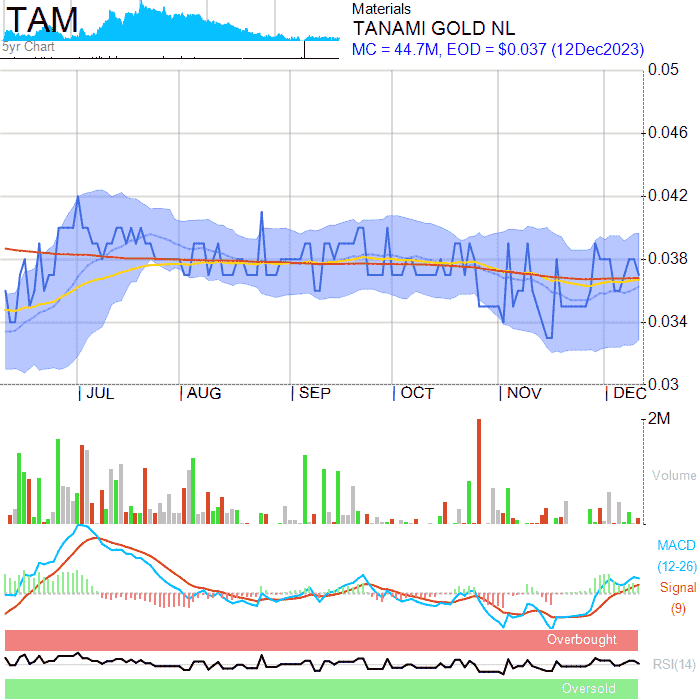 TAM
5yr Chart
Materials
TANAMI GOLD NL
MC = 44.7M, EOD = $0.037 (12Dec2023)
0.05
0.046
0.042
0.038
0.034
0.03
JUL AUG SEP OCT NOV DEC
2M
Volume
MACD
(12-26)
Signal
(9)
Overbought
RSI(14)
Oversold